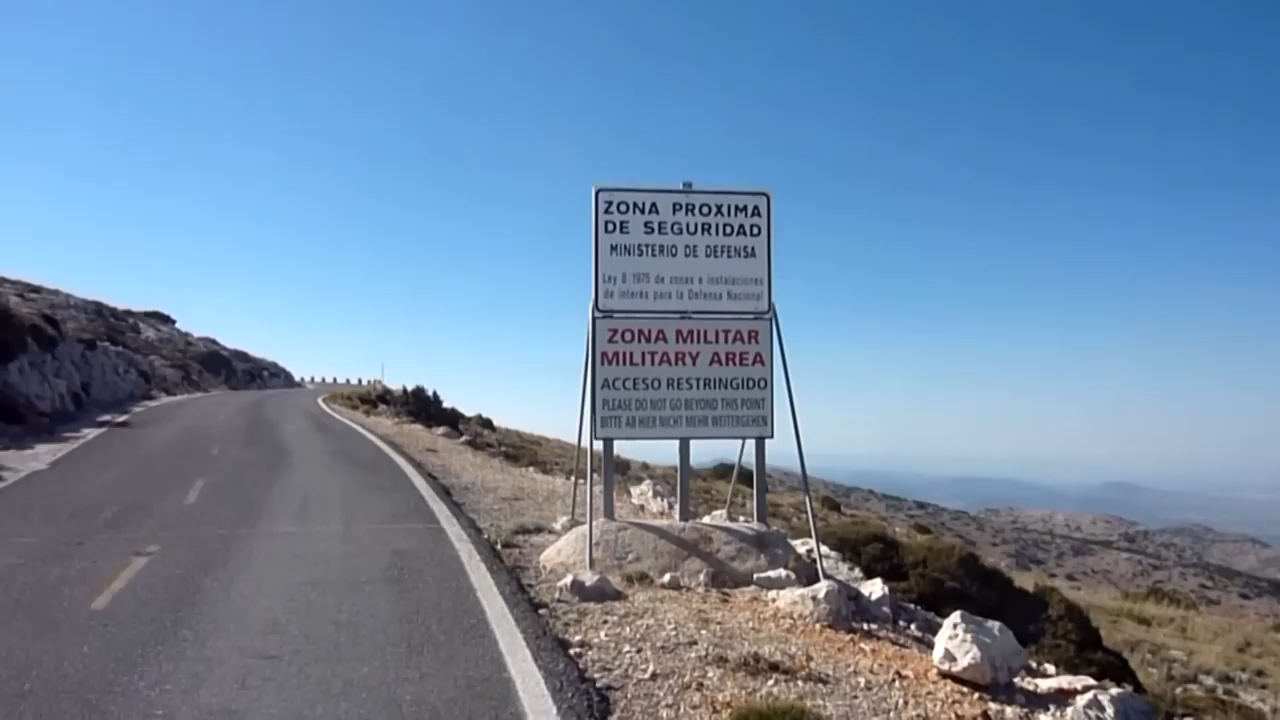 ZONA PROXIMA
DE SEGURIDAD
MINISTERIO DE DEFENSA
Ley 8 1975 de zonas e instalaciones
de interés para la Defensa Nacional
ZONA MILITAR
MILITARY AREA
ACCESO RESTRINGIDO
PLEASE DO NOT GO BEYOND THIS POINT
BITTE AB HIER NICHT MEHR WEITERGEHEN